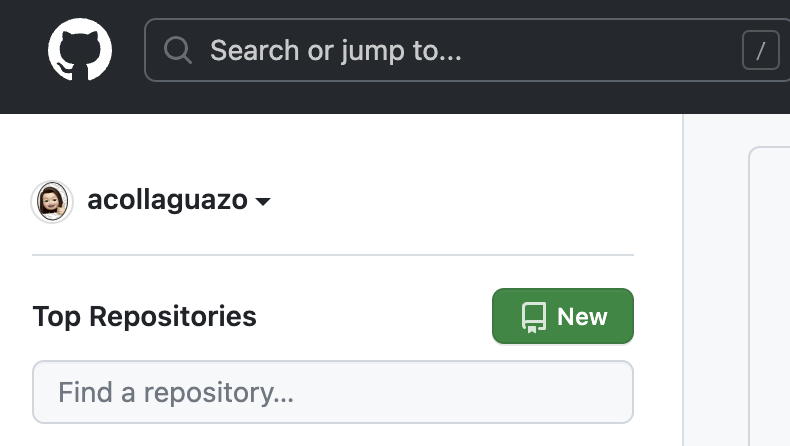 Search or jump to...
/
acollaguazo
Top Repositories
New
Find a repository...